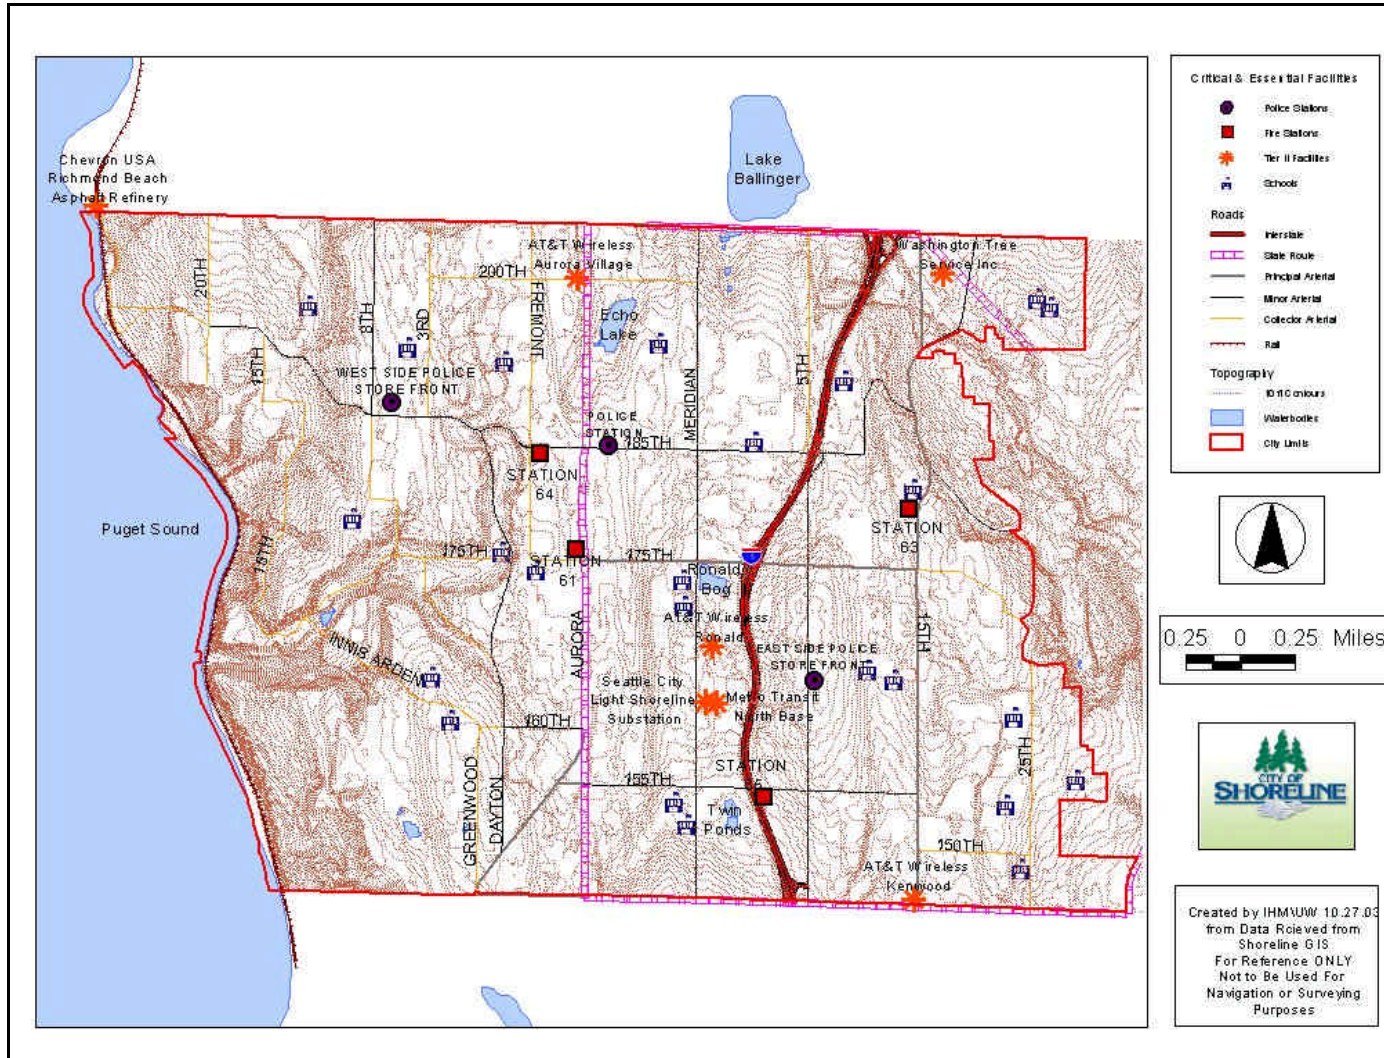 Chevron USA
Richmond Beach
Asphalt Refinery
Lake
Ballinger
AT&T Wireless
Aurora Village
Washington Tree
Service Inc
200TH
20TH
8TH
3RD
FREMONT
Echo
Lake
15TH
5TH
MERIDIAN
WEST SIDE POLICE
STORE FRONT
POLICE
STATION
185TH
STATION
64
Puget Sound
STATION
63
15TH
175TH
STATION
61
175TH
Ronald
Bog
AT&T Wireless
Ronald
15TH
INNIS ARDEN
AURORA
EAST SIDE POLICE
STORE FRONT
Seattle City
Light Shoreline
Substation
Metro Transit
North Base
160TH
25TH
STATION
155TH
GREENWOOD
DAYTON
Twin
Ponds
150TH
AT&T Wireless
Kenwood
Critical & Essential Facilities
Police Stations
Fire Stations
Tier II Facilities
Schools
Roads
Interstate
State Route
Principal Arterial
Minor Arterial
Collector Arterial
Rail
Topography
10 ft Contours
Waterbodies
City Limits
0.25 0 0.25 Miles
CITY OF
SHORELINE
Created by IHM\UW 10.27.03
from Data Rcieved from
Shoreline GIS
For Reference ONLY
Not to Be Used For
Navigation or Surveying
Purposes